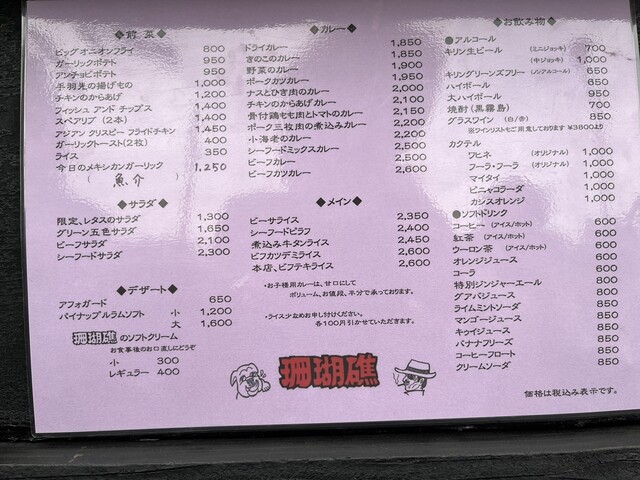 ◆前 菜◆
ビッグオニオンフライ 800
ガーリックポテト 950
アンチョビポテト 950
手羽先の揚げもの 1,000
チキンのからあげ 1,200
フィッシュ アンド チップス 1,400
スペアリブ（2本） 1,400
アジアン クリスピー フライドチキン 1,450
ガーリックトースト(2枚) 400
ライス 350
今日のメキシカンガーリック 1,250
（ 魚介 ）
◆サラダ◆
限定、レタスのサラダ 1,300
グリーン五色サラダ 1,650
ビーフサラダ 2,100
シーフードサラダ 2,300
◆デザート◆
アフォガード 650
パイナップルラムソフト 小 1,200
大 1,600
珊瑚礁のソフトクリーム
お食事後のお口直しにどうぞ
小 300
レギュラー 400
◆カレー◆
ドライカレー 1,850
きのこのカレー 1,850
野菜のカレー 1,900
ポークカツカレー 1,950
ナスとひき肉のカレー 2,000
チキンのからあげカレー 2,100
骨付鶏もも肉とトマトのカレー 2,150
ポーク三枚肉の煮込みカレー 2,200
小海老のカレー 2,200
シーフードミックスカレー 2,500
ビーフカレー 2,200
ビーフカツカレー 2,600
◆メイン◆
ビーサライス 2,350
シーフードピラフ 2,400
煮込み牛タンライス 2,450
ビフカツデミライス 2,600
本店、ビフテキライス 2,600
・お子様用カレーは、甘口にして
ボリューム、お値段、半分で承っております。
・ライス少なめお申し付けください。
各100円引かせていただきます。
珊瑚礁
◆お飲み物◆
●アルコール
キリン生ビール （ミニジョッキ） 700
（中ジョッキ） 1,000
キリングリーンズフリー （ノンアルコール） 650
ハイボール 650
大ハイボール 950
焼酎（黒霧島） 700
グラスワイン （白/赤） 850
※ワインリストもご用意しております ¥3800より
カクテル
ワヒネ （オリジナル） 1,000
フーラ・フーラ （オリジナル） 1,000
マイタイ 1,000
ピニャコラーダ 1,000
カシスオレンジ 1,000
●ソフトドリンク
コーヒー （アイス/ホット） 600
紅茶 （アイス/ホット） 600
ウーロン茶 （アイス/ホット） 600
オレンジジュース 600
コーラ 600
特別ジンジャーエール 800
グアバジュース 800
ライムミントソーダ 850
マンゴージュース 850
キゥイジュース 850
バナナフリーズ 850
コーヒーフロート 850
クリームソーダ 850
価格は税込み表示です。